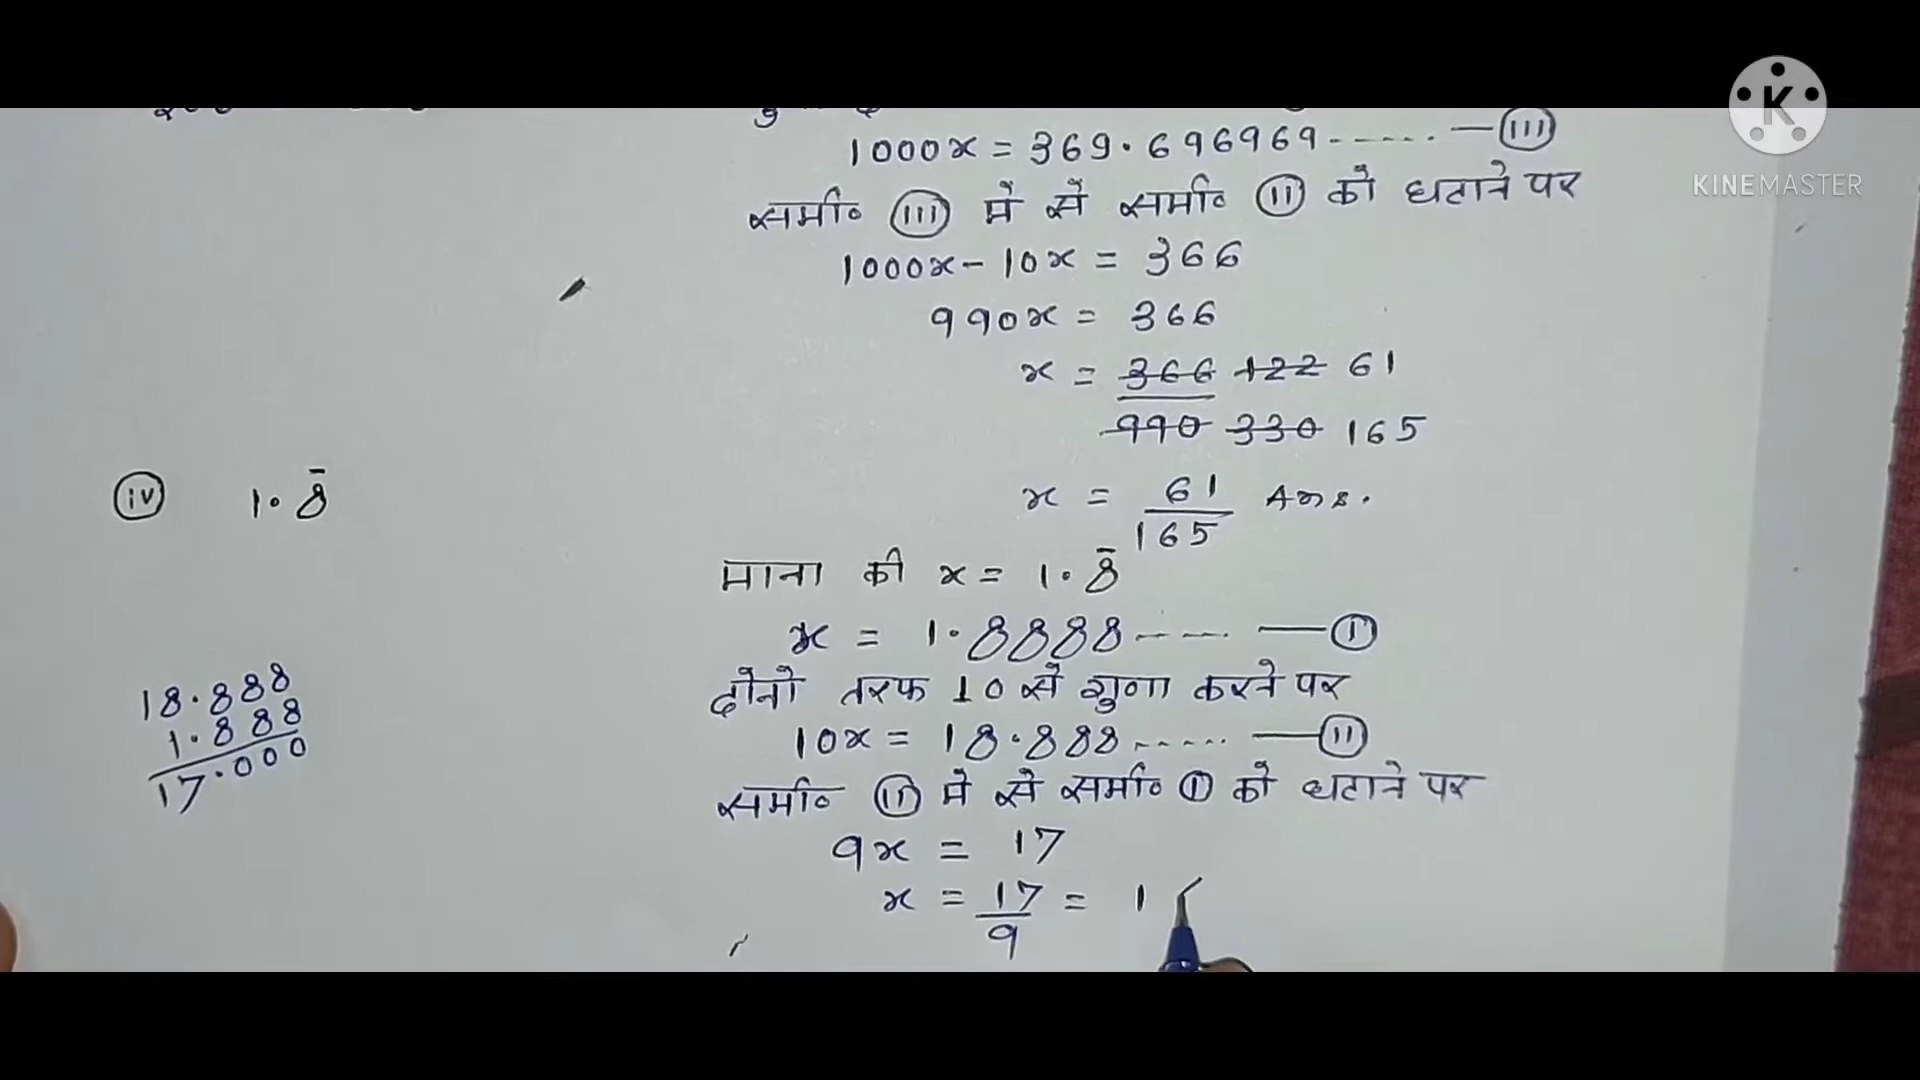 1000x = 369.696969...... — (iii)
समी० (iii) में से समी० (ii) को घटाने पर
1000x - 10x = 366
990x = 366
x = 366 122 61
990 330 165
x = 61 Ans.
165
(iv) 1.8̄
माना की x = 1.8̄
x = 1.8888...... — (i)
दोनो तरफ 10 से गुणा करने पर
10x = 18.888...... — (ii)
समी० (ii) में से समी० (i) को घटाने पर
9x = 17
x = 17 = 1
9
18.888
1.888
17.000
K
KINEMASTER